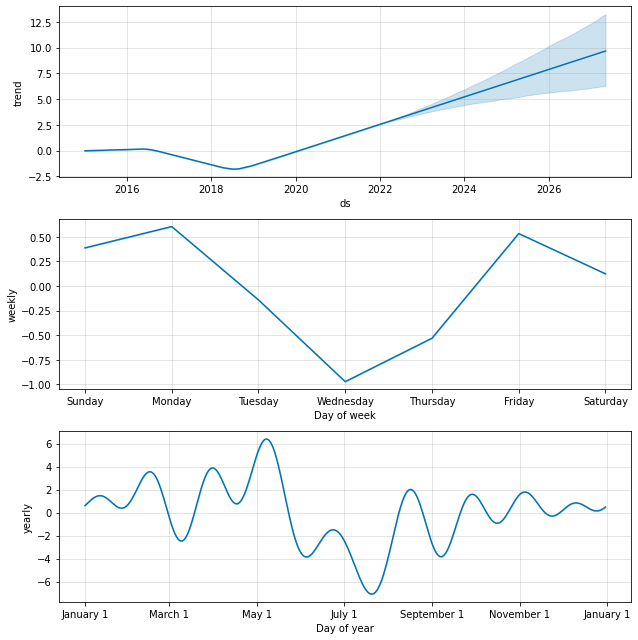 12.5
10.0
7.5
5.0
2.5
0.0
−2.5
trend
2016
2018
2020
2022
2024
2026
ds
0.50
0.25
0.00
−0.25
−0.50
−0.75
−1.00
weekly
Sunday
Monday
Tuesday
Wednesday
Thursday
Friday
Saturday
Day of week
6
4
2
0
−2
−4
−6
yearly
January 1
March 1
May 1
July 1
September 1
November 1
January 1
Day of year